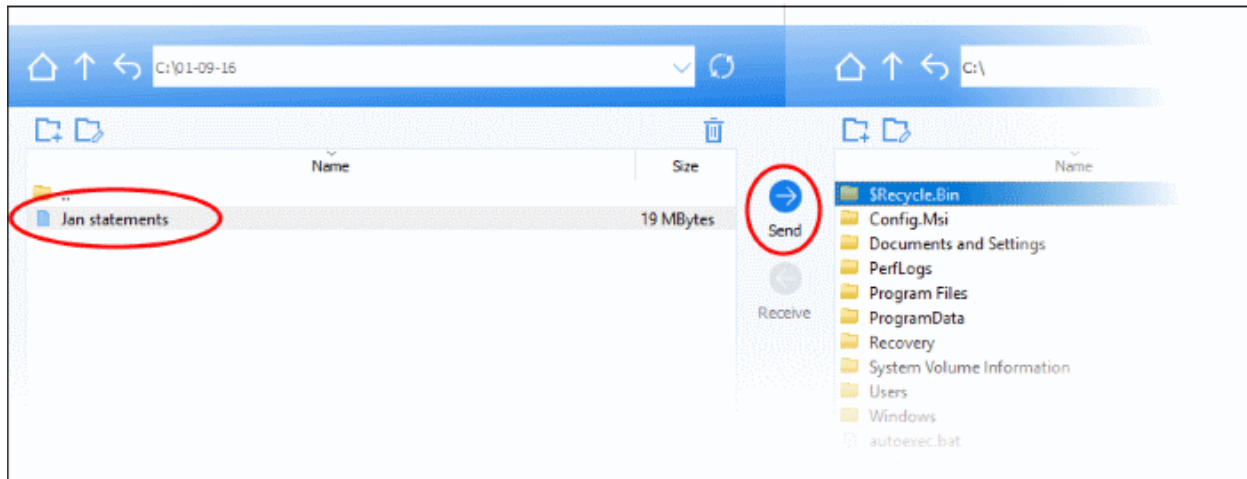 C:\01-09-16
C:\
Name
Size
Name
..
Jan statements
19 MBytes
Send
Receive
$Recycle.Bin
Config.Msi
Documents and Settings
PerfLogs
Program Files
ProgramData
Recovery
System Volume Information
Users
Windows
autoexec.bat